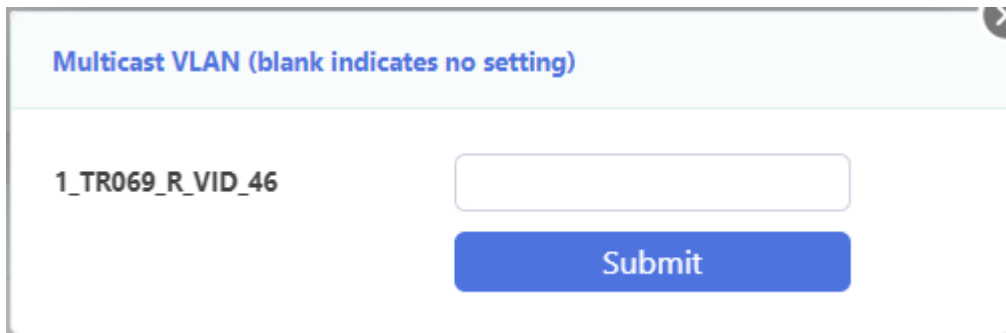 Multicast VLAN (blank indicates no setting)
1_TR069_R_VID_46
Submit